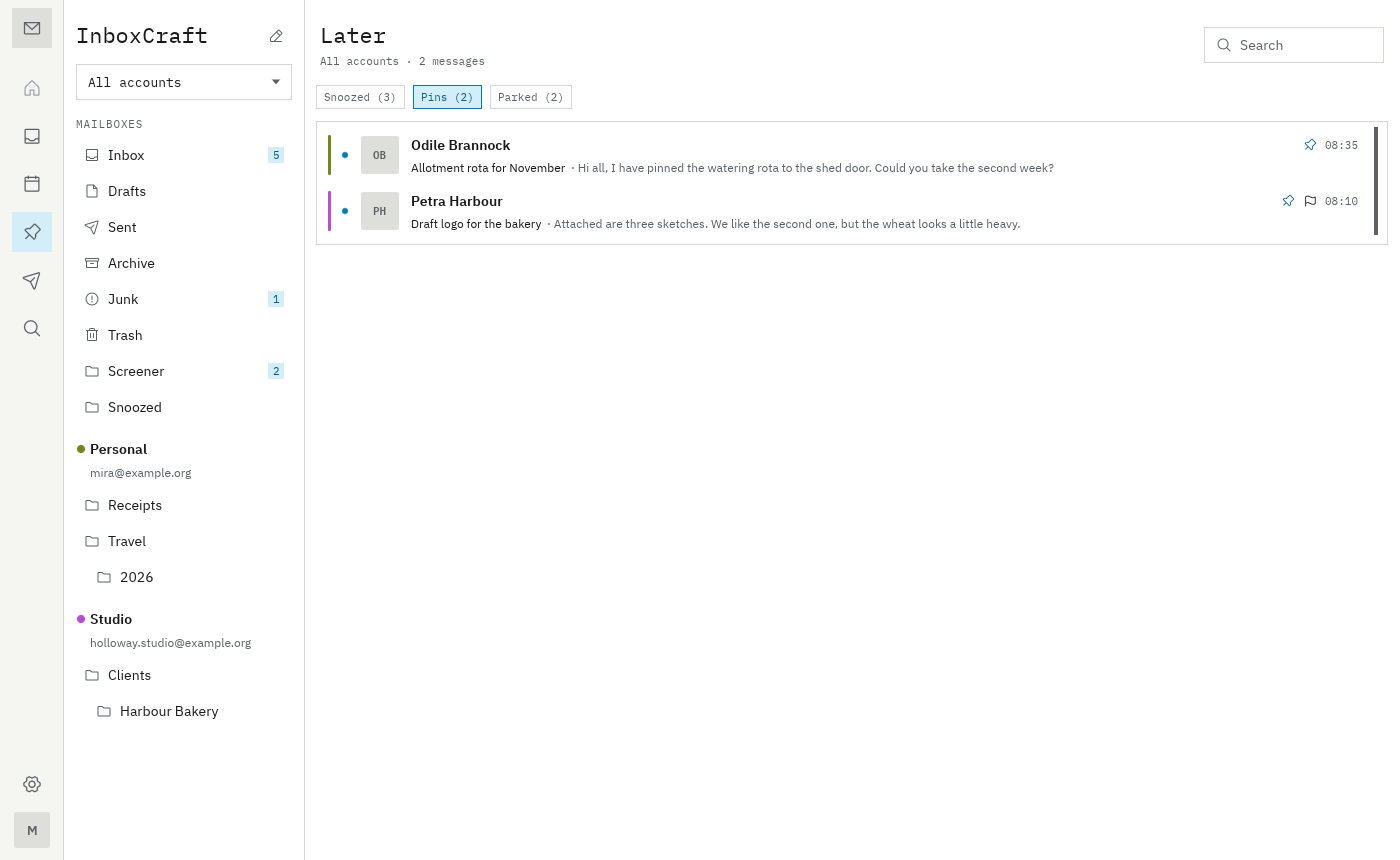 InboxCraft
All accounts
MAILBOXES
Inbox 5
Drafts
Sent
Archive
Junk 1
Trash
Screener 2
Snoozed
Personal
mira@example.org
Receipts
Travel
2026
Studio
holloway.studio@example.org
Clients
Harbour Bakery
M
Later
All accounts · 2 messages
Search
Snoozed (3) Pins (2) Parked (2)
OB Odile Brannock 08:35
Allotment rota for November · Hi all, I have pinned the watering rota to the shed door. Could you take the second week?
PH Petra Harbour 08:10
Draft logo for the bakery · Attached are three sketches. We like the second one, but the wheat looks a little heavy.